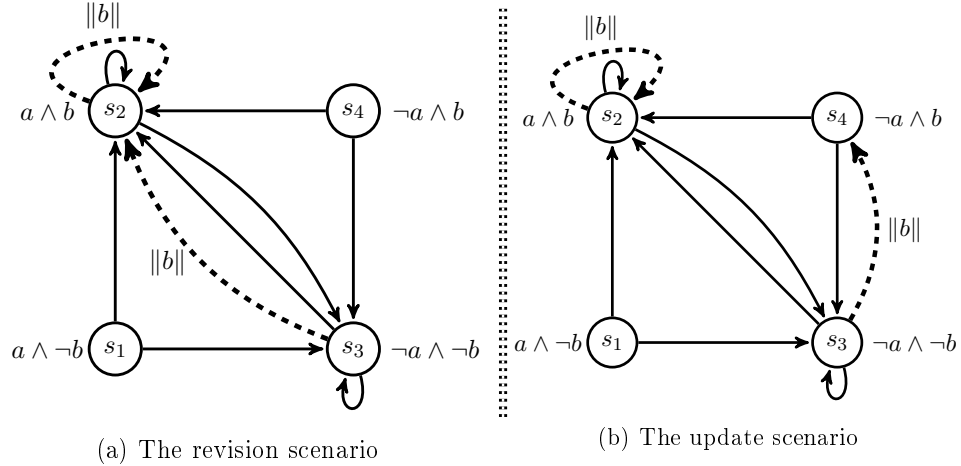 ‖b‖
a ∧ b
s₂
s₄
¬a ∧ b
‖b‖
a ∧ ¬b
s₁
s₃
¬a ∧ ¬b
(a) The revision scenario
‖b‖
a ∧ b
s₂
s₄
¬a ∧ b
‖b‖
a ∧ ¬b
s₁
s₃
¬a ∧ ¬b
(b) The update scenario